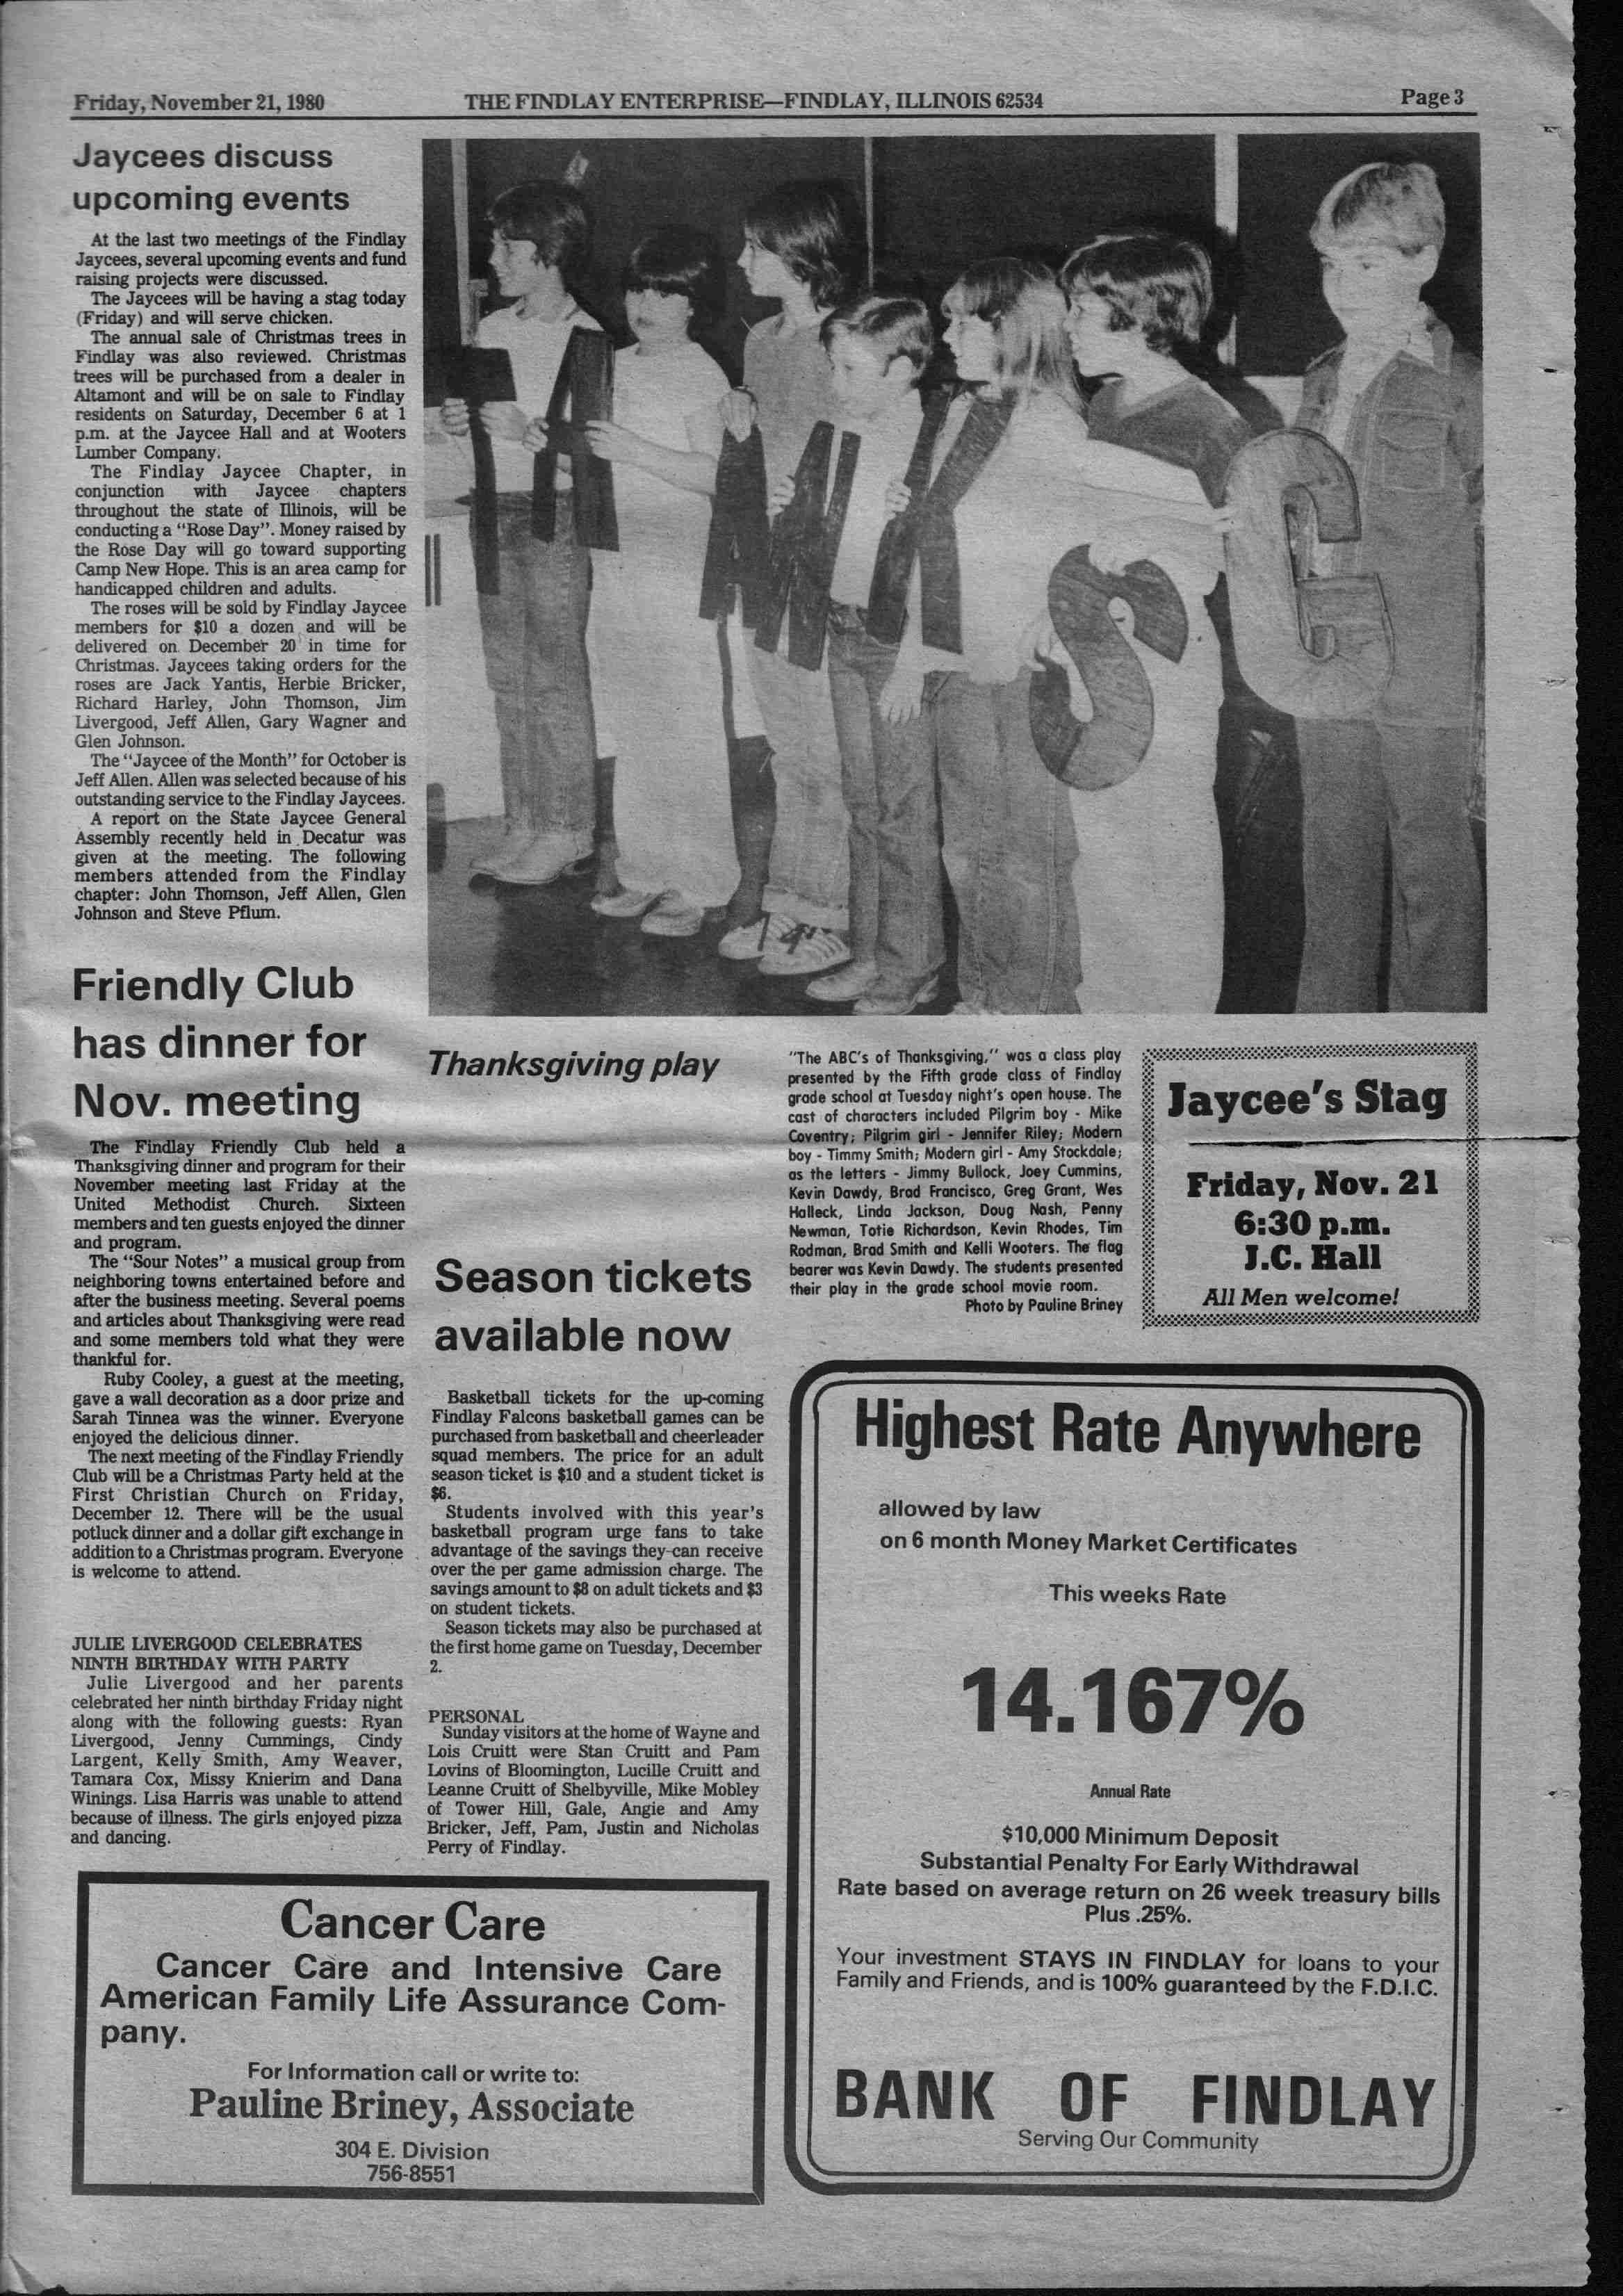 Friday, November 21, 1980
THE FINDLAY ENTERPRISE—FINDLAY, ILLINOIS 62534
Page 3
Jaycees discuss
upcoming events
At the last two meetings of the Findlay
Jaycees, several upcoming events and fund
raising projects were discussed.
The Jaycees will be having a stag today
(Friday) and will serve chicken.
The annual sale of Christmas trees in
Findlay was also reviewed. Christmas
trees will be purchased from a dealer in
Altamont and will be on sale to Findlay
residents on Saturday, December 6 at 1
p.m. at the Jaycee Hall and at Wooters
Lumber Company.
The Findlay Jaycee Chapter, in
conjunction with Jaycee chapters
throughout the state of Illinois, will be
conducting a "Rose Day". Money raised by
the Rose Day will go toward supporting
Camp New Hope. This is an area camp for
handicapped children and adults.
The roses will be sold by Findlay Jaycee
members for $10 a dozen and will be
delivered on December 20 in time for
Christmas. Jaycees taking orders for the
roses are Jack Yantis, Herbie Bricker,
Richard Harley, John Thomson, Jim
Livergood, Jeff Allen, Gary Wagner and
Glen Johnson.
The "Jaycee of the Month" for October is
Jeff Allen. Allen was selected because of his
outstanding service to the Findlay Jaycees.
A report on the State Jaycee General
Assembly recently held in Decatur was
given at the meeting. The following
members attended from the Findlay
chapter: John Thomson, Jeff Allen, Glen
Johnson and Steve Pflum.
Friendly Club
has dinner for
Nov. meeting
The Findlay Friendly Club held a
Thanksgiving dinner and program for their
November meeting last Friday at the
United Methodist Church. Sixteen
members and ten guests enjoyed the dinner
and program.
The "Sour Notes" a musical group from
neighboring towns entertained before and
after the business meeting. Several poems
and articles about Thanksgiving were read
and some members told what they were
thankful for.
Ruby Cooley, a guest at the meeting,
gave a wall decoration as a door prize and
Sarah Tinnea was the winner. Everyone
enjoyed the delicious dinner.
The next meeting of the Findlay Friendly
Club will be a Christmas Party held at the
First Christian Church on Friday,
December 12. There will be the usual
potluck dinner and a dollar gift exchange in
addition to a Christmas program. Everyone
is welcome to attend.
JULIE LIVERGOOD CELEBRATES
NINTH BIRTHDAY WITH PARTY
Julie Livergood and her parents
celebrated her ninth birthday Friday night
along with the following guests: Ryan
Livergood, Jenny Cummings, Cindy
Largent, Kelly Smith, Amy Weaver,
Tamara Cox, Missy Knierim and Dana
Winings. Lisa Harris was unable to attend
because of illness. The girls enjoyed pizza
and dancing.
Thanksgiving play
"The ABC's of Thanksgiving," was a class play
presented by the Fifth grade class of Findlay
grade school at Tuesday night's open house. The
cast of characters included Pilgrim boy - Mike
Coventry; Pilgrim girl - Jennifer Riley; Modern
boy - Timmy Smith; Modern girl - Amy Stockdale;
as the letters - Jimmy Bullock, Joey Cummins,
Kevin Dawdy, Brad Francisco, Greg Grant, Wes
Halleck, Linda Jackson, Doug Nash, Penny
Newman, Totie Richardson, Kevin Rhodes, Tim
Rodman, Brad Smith and Kelli Wooters. The flag
bearer was Kevin Dawdy. The students presented
their play in the grade school movie room.
Photo by Pauline Briney
Jaycee's Stag
Friday, Nov. 21
6:30 p.m.
J.C. Hall
All Men welcome!
Season tickets
available now
Basketball tickets for the up-coming
Findlay Falcons basketball games can be
purchased from basketball and cheerleader
squad members. The price for an adult
season ticket is $10 and a student ticket is
$6.
Students involved with this year's
basketball program urge fans to take
advantage of the savings they can receive
over the per game admission charge. The
savings amount to $8 on adult tickets and $3
on student tickets.
Season tickets may also be purchased at
the first home game on Tuesday, December
2.
PERSONAL
Sunday visitors at the home of Wayne and
Lois Cruitt were Stan Cruitt and Pam
Lovins of Bloomington, Lucille Cruitt and
Leanne Cruitt of Shelbyville, Mike Mobley
of Tower Hill, Gale, Angie and Amy
Bricker, Jeff, Pam, Justin and Nicholas
Perry of Findlay.
Cancer Care
Cancer Care and Intensive Care
American Family Life Assurance Com-
pany.
For Information call or write to:
Pauline Briney, Associate
304 E. Division
756-8551
Highest Rate Anywhere
allowed by law
on 6 month Money Market Certificates
This weeks Rate
14.167%
Annual Rate
$10,000 Minimum Deposit
Substantial Penalty For Early Withdrawal
Rate based on average return on 26 week treasury bills
Plus .25%.
Your investment STAYS IN FINDLAY for loans to your
Family and Friends, and is 100% guaranteed by the F.D.I.C.
BANK OF FINDLAY
Serving Our Community